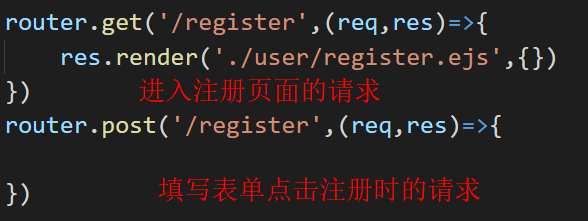 router.get('/register',(req,res)=>{
    res.render('./user/register.ejs',{})
})
进入注册页面的请求
router.post('/register',(req,res)=>{
})
填写表单点击注册时的请求